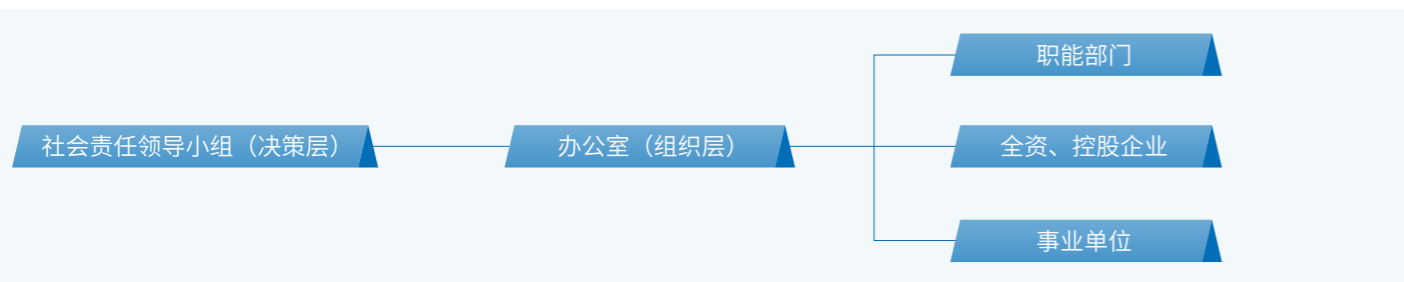 社会责任领导小组（决策层）
办公室（组织层）
职能部门
全资、控股企业
事业单位